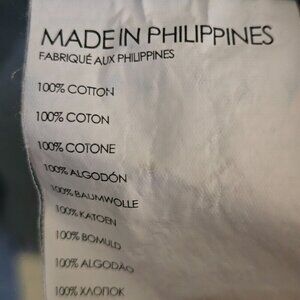 MADE IN PHILIPPINES
FABRIQUÉ AUX PHILIPPINES
100% COTTON
100% COTON
100% COTONE
100% ALGODÓN
100% BAUMWOLLE
100% KATOEN
100% BOMULD
100% ALGODÃO
100% ХЛОПОК